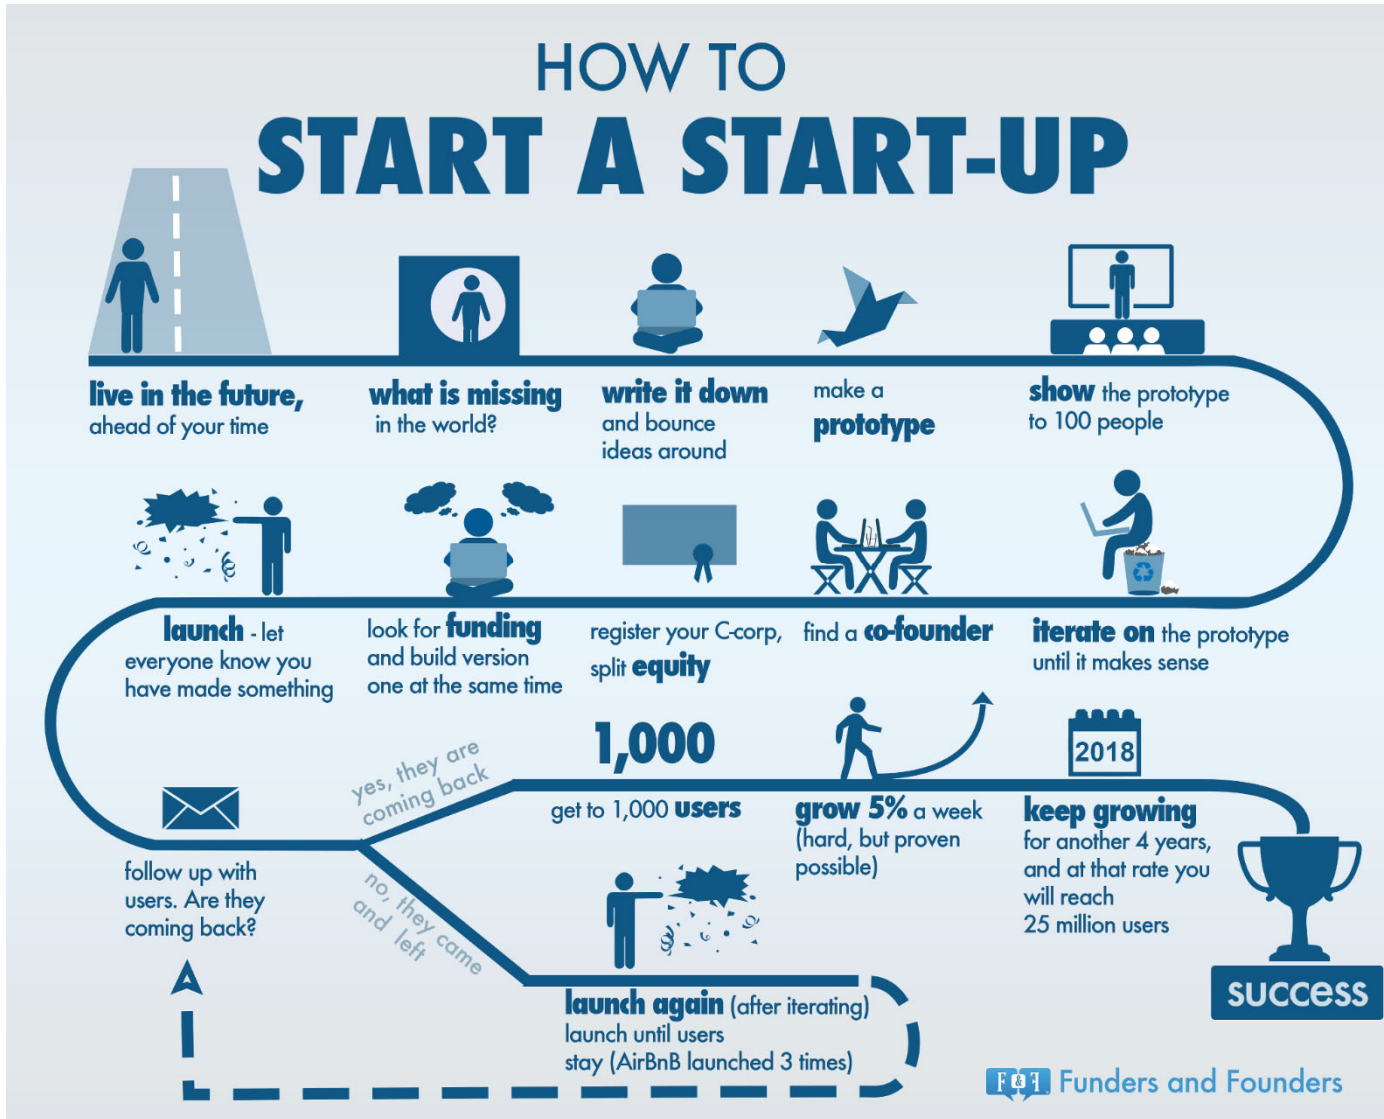 HOW TO
START A START-UP
live in the future,
ahead of your time
what is missing
in the world?
write it down
and bounce
ideas around
make a
prototype
show the prototype
to 100 people
iterate on the prototype
until it makes sense
find a co-founder
register your C-corp,
split equity
look for funding
and build version
one at the same time
launch - let
everyone know you
have made something
follow up with
users. Are they
coming back?
yes, they are
coming back
1,000
get to 1,000 users
grow 5% a week
(hard, but proven
possible)
2018
keep growing
for another 4 years,
and at that rate you
will reach
25 million users
success
no, they came
and left
launch again (after iterating)
launch until users
stay (AirBnB launched 3 times)
F&F Funders and Founders